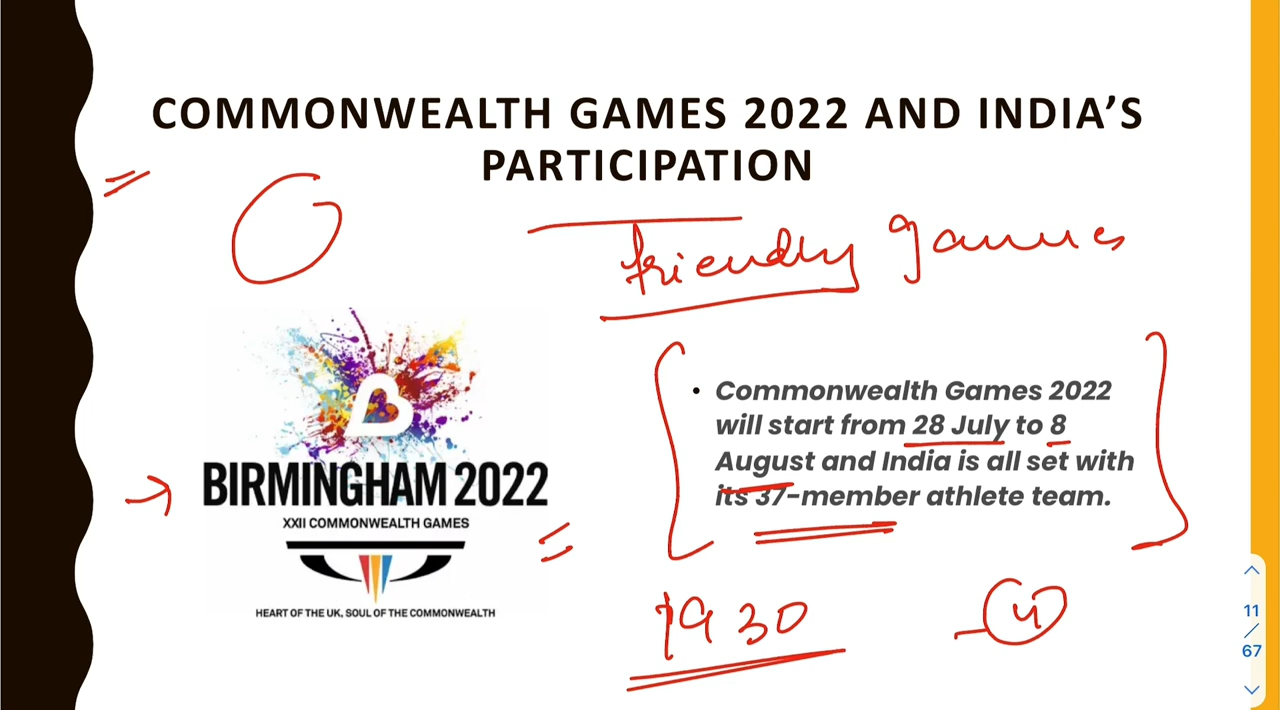 COMMONWEALTH GAMES 2022 AND INDIA’S
PARTICIPATION
friendly games
• Commonwealth Games 2022
will start from 28 July to 8
August and India is all set with
its 37-member athlete team.
BIRMINGHAM 2022
XXII COMMONWEALTH GAMES
HEART OF THE UK, SOUL OF THE COMMONWEALTH
1930
4
11
/
67